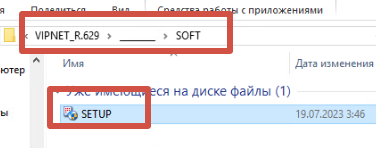 Поделиться Вид Средства работы с приложениями
VIPNET_R.629 > ______ > SOFT
Имя Дата изменения
Уже имеющиеся на диске файлы (1)
SETUP 19.07.2023 3:46